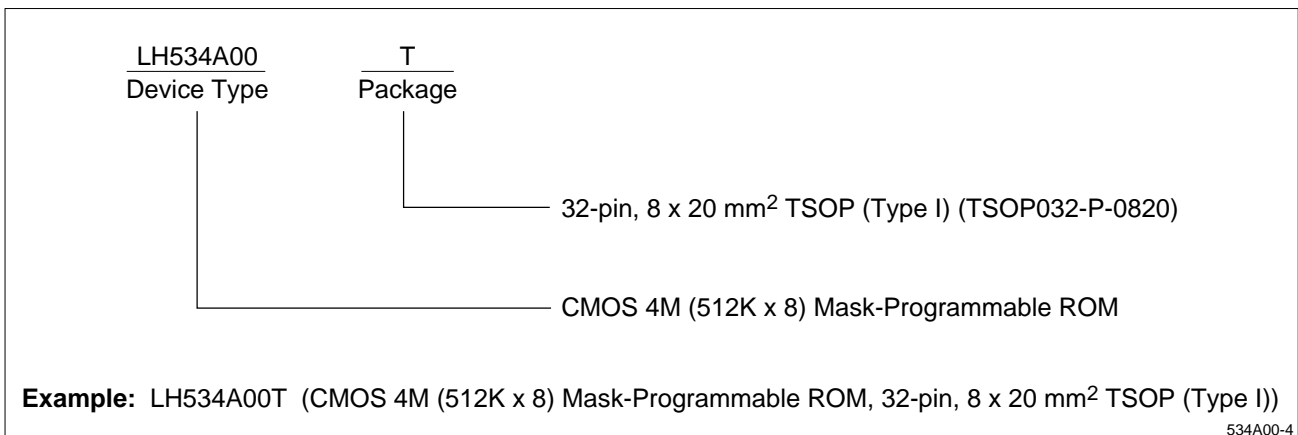 LH534A00 T
Device Type Package
32-pin, 8 x 20 mm² TSOP (Type I) (TSOP032-P-0820)
CMOS 4M (512K x 8) Mask-Programmable ROM
Example: LH534A00T (CMOS 4M (512K x 8) Mask-Programmable ROM, 32-pin, 8 x 20 mm² TSOP (Type I))
534A00-4